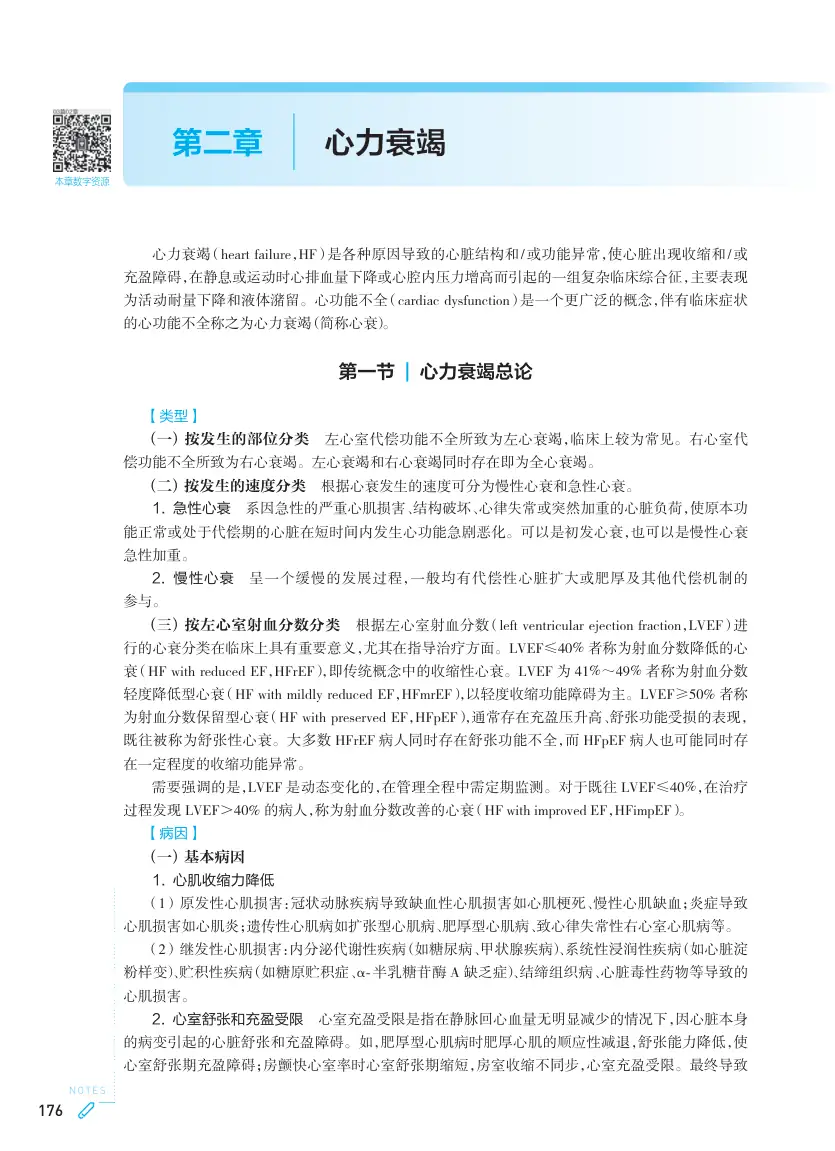 第二章
心力衰竭
本章数字资源
心力衰竭（heart failure,HF）是各种原因导致的心脏结构和/或功能异常,使心脏出现收缩和/或
充盈障碍,在静息或运动时心排血量下降或心腔内压力增高而引起的一组复杂临床综合征,主要表现
为活动耐量下降和液体潴留。心功能不全（cardiac dysfunction）是一个更广泛的概念,伴有临床症状
的心功能不全称之为心力衰竭（简称心衰）。
第一节 | 心力衰竭总论
【类型】
（一）按发生的部位分类 左心室代偿功能不全所致为左心衰竭,临床上较为常见。右心室代
偿功能不全所致为右心衰竭。左心衰竭和右心衰竭同时存在即为全心衰竭。
（二）按发生的速度分类 根据心衰发生的速度可分为慢性心衰和急性心衰。
1. 急性心衰 系因急性的严重心肌损害、结构破坏、心律失常或突然加重的心脏负荷,使原本功
能正常或处于代偿期的心脏在短时间内发生心功能急剧恶化。可以是初发心衰,也可以是慢性心衰
急性加重。
2. 慢性心衰 呈一个缓慢的发展过程,一般均有代偿性心脏扩大或肥厚及其他代偿机制的
参与。
（三）按左心室射血分数分类 根据左心室射血分数（left ventricular ejection fraction,LVEF）进
行的心衰分类在临床上具有重要意义,尤其在指导治疗方面。LVEF≤40% 者称为射血分数降低的心
衰（HF with reduced EF,HFrEF）,即传统概念中的收缩性心衰。LVEF 为 41%～49% 者称为射血分数
轻度降低型心衰（HF with mildly reduced EF,HFmrEF）,以轻度收缩功能障碍为主。LVEF≥50% 者称
为射血分数保留型心衰（HF with preserved EF,HFpEF）,通常存在充盈压升高、舒张功能受损的表现,
既往被称为舒张性心衰。大多数 HFrEF 病人同时存在舒张功能不全,而 HFpEF 病人也可能同时存
在一定程度的收缩功能异常。
需要强调的是,LVEF 是动态变化的,在管理全程中需定期监测。对于既往 LVEF≤40%,在治疗
过程发现 LVEF＞40% 的病人,称为射血分数改善的心衰（HF with improved EF,HFimpEF）。
【病因】
（一）基本病因
1. 心肌收缩力降低
（1）原发性心肌损害:冠状动脉疾病导致缺血性心肌损害如心肌梗死、慢性心肌缺血;炎症导致
心肌损害如心肌炎;遗传性心肌病如扩张型心肌病、肥厚型心肌病、致心律失常性右心室心肌病等。
（2）继发性心肌损害:内分泌代谢性疾病（如糖尿病、甲状腺疾病）、系统性浸润性疾病（如心脏淀
粉样变）、贮积性疾病（如糖原贮积症、α-半乳糖苷酶 A 缺乏症）、结缔组织病、心脏毒性药物等导致的
心肌损害。
2. 心室舒张和充盈受限 心室充盈受限是指在静脉回心血量无明显减少的情况下,因心脏本身
的病变引起的心脏舒张和充盈障碍。如,肥厚型心肌病时肥厚心肌的顺应性减退,舒张能力降低,使
心室舒张期充盈障碍;房颤快心室率时心室舒张期缩短,房室收缩不同步,心室充盈受限。最终导致
NOTES
176